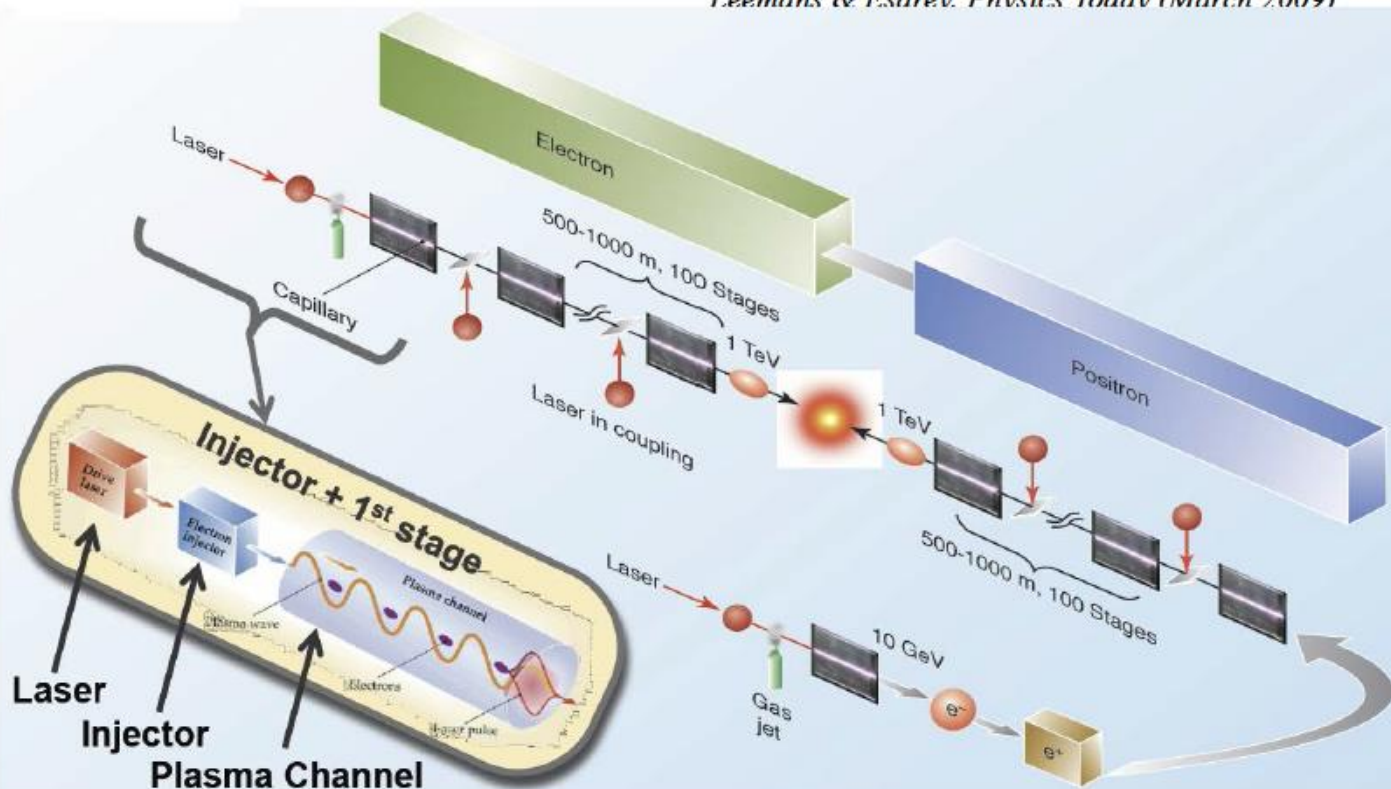 Leemans & Esarey, Physics Today (March 2009)
Electron
Laser
500-1000 m, 100 Stages
Capillary
1 TeV
Laser in coupling
Positron
1 TeV
500-1000 m, 100 Stages
Injector + 1st stage
Drive
laser
Electron
injector
Plasma channel
Plasma wave
Electrons
Laser pulse
Laser
Injector
Plasma Channel
Laser
Gas
jet
10 GeV
e-
e+